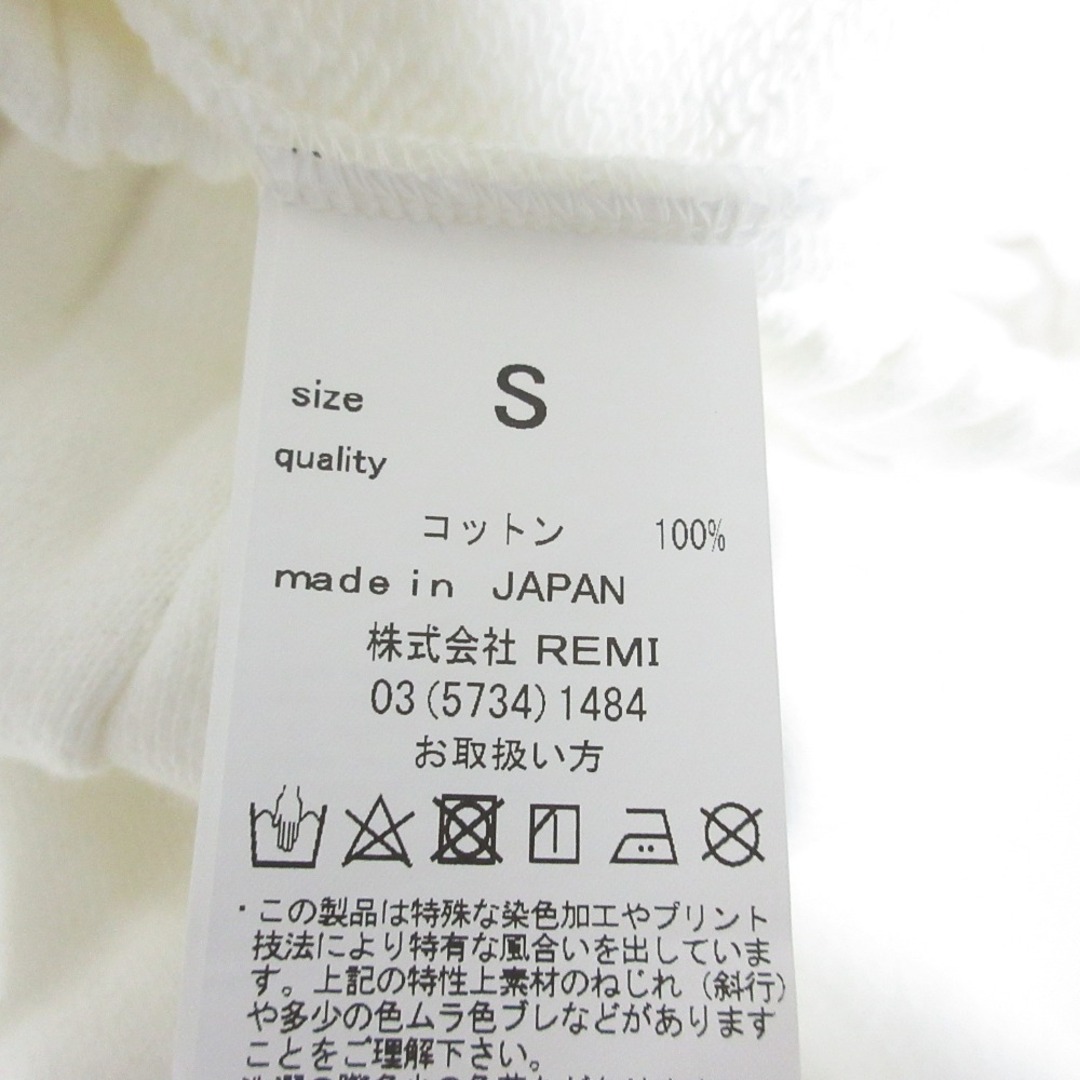 size S
quality
コットン 100%
made in JAPAN
株式会社 REMI
03(5734)1484
お取扱い方
・この製品は特殊な染色加工やプリント
技法により特有な風合いを出していま
す。上記の特性上素材のねじれ（斜行）
や多少の色ムラ色ブレなどがあります
ことをご理解下さい。